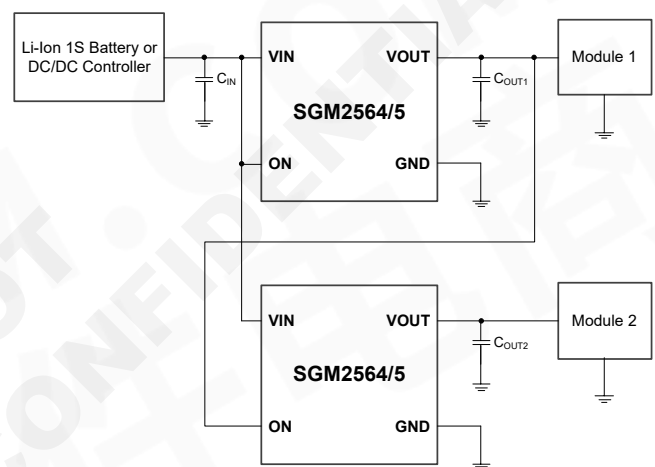 Li-Ion 1S Battery or
DC/DC Controller
CIN
VIN
VOUT
SGM2564/5
ON
GND
COUT1
Module 1
VIN
VOUT
SGM2564/5
ON
GND
COUT2
Module 2
CONFIDENTIAL